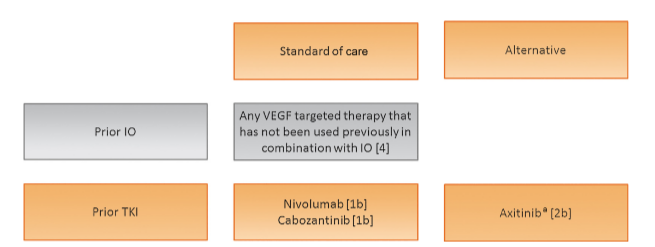 Standard of care
Alternative
Prior IO
Any VEGF targeted therapy that
has not been used previously in
combination with IO [4]
Prior TKI
Nivolumab [1b]
Cabozantinib [1b]
Axitinibª [2b]